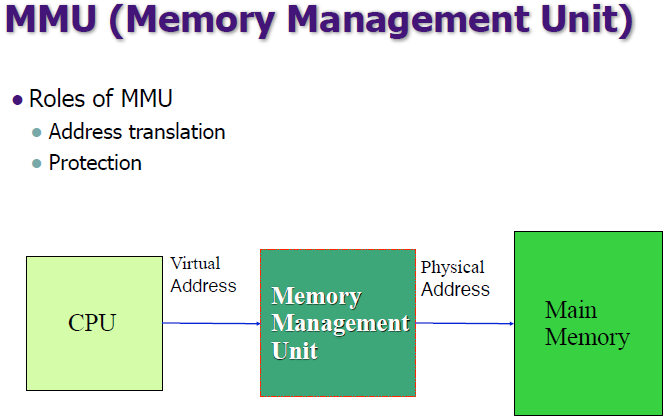 MMU (Memory Management Unit)
Roles of MMU
Address translation
Protection
CPU
Virtual
Address
Memory
Management
Unit
Physical
Address
Main
Memory